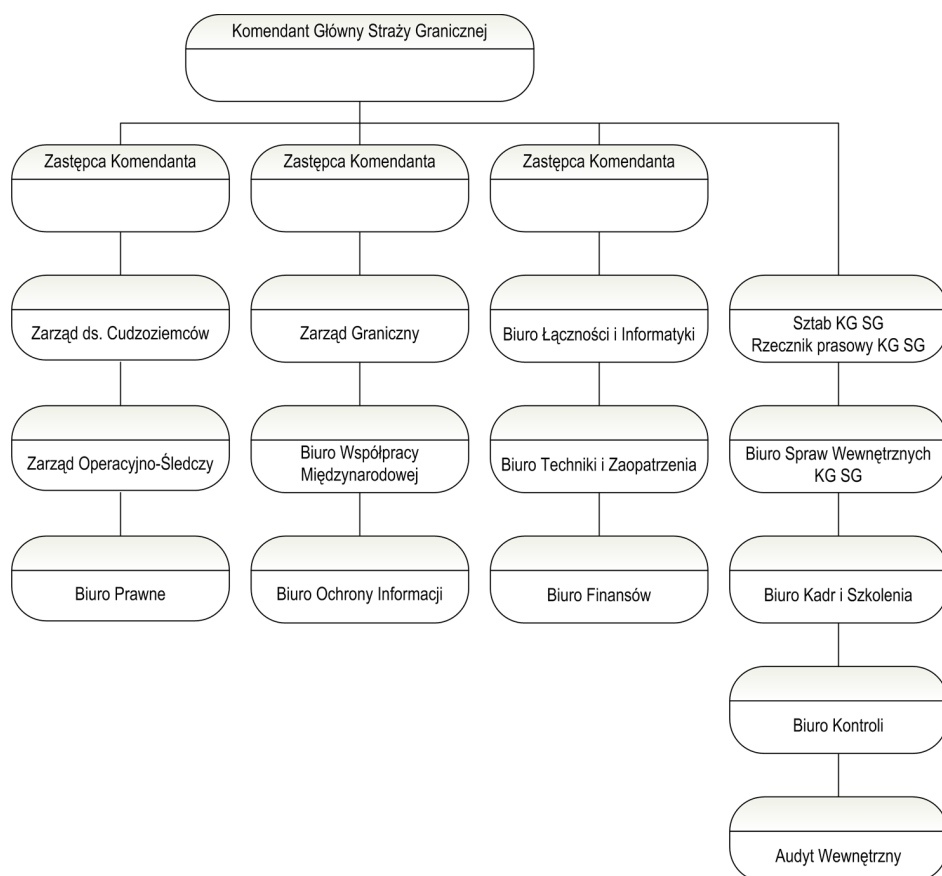 Komendant Główny Straży Granicznej
Zastępca Komendanta
Zastępca Komendanta
Zastępca Komendanta
Zarząd ds. Cudzoziemców
Zarząd Graniczny
Biuro Łączności i Informatyki
Sztab KG SG
Rzecznik prasowy KG SG
Zarząd Operacyjno-Śledczy
Biuro Współpracy
Międzynarodowej
Biuro Techniki i Zaopatrzenia
Biuro Spraw Wewnętrznych
KG SG
Biuro Prawne
Biuro Ochrony Informacji
Biuro Finansów
Biuro Kadr i Szkolenia
Biuro Kontroli
Audyt Wewnętrzny